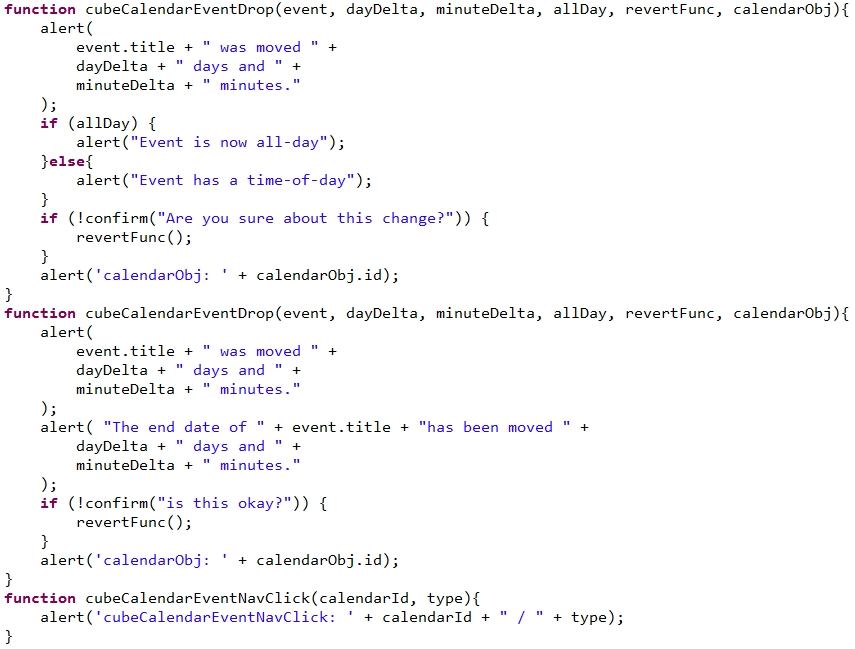 function cubeCalendarEventDrop(event, dayDelta, minuteDelta, allDay, revertFunc, calendarObj){
    alert(
        event.title + " was moved " +
        dayDelta + " days and " +
        minuteDelta + " minutes."
    );
    if (allDay) {
        alert("Event is now all-day");
    }else{
        alert("Event has a time-of-day");
    }
    if (!confirm("Are you sure about this change?")) {
        revertFunc();
    }
    alert('calendarObj: ' + calendarObj.id);
}
function cubeCalendarEventDrop(event, dayDelta, minuteDelta, allDay, revertFunc, calendarObj){
    alert(
        event.title + " was moved " +
        dayDelta + " days and " +
        minuteDelta + " minutes."
    );
    alert( "The end date of " + event.title + "has been moved " +
        dayDelta + " days and " +
        minuteDelta + " minutes."
    );
    if (!confirm("is this okay?")) {
        revertFunc();
    }
    alert('calendarObj: ' + calendarObj.id);
}
function cubeCalendarEventNavClick(calendarId, type){
    alert('cubeCalendarEventNavClick: ' + calendarId + " / " + type);
}